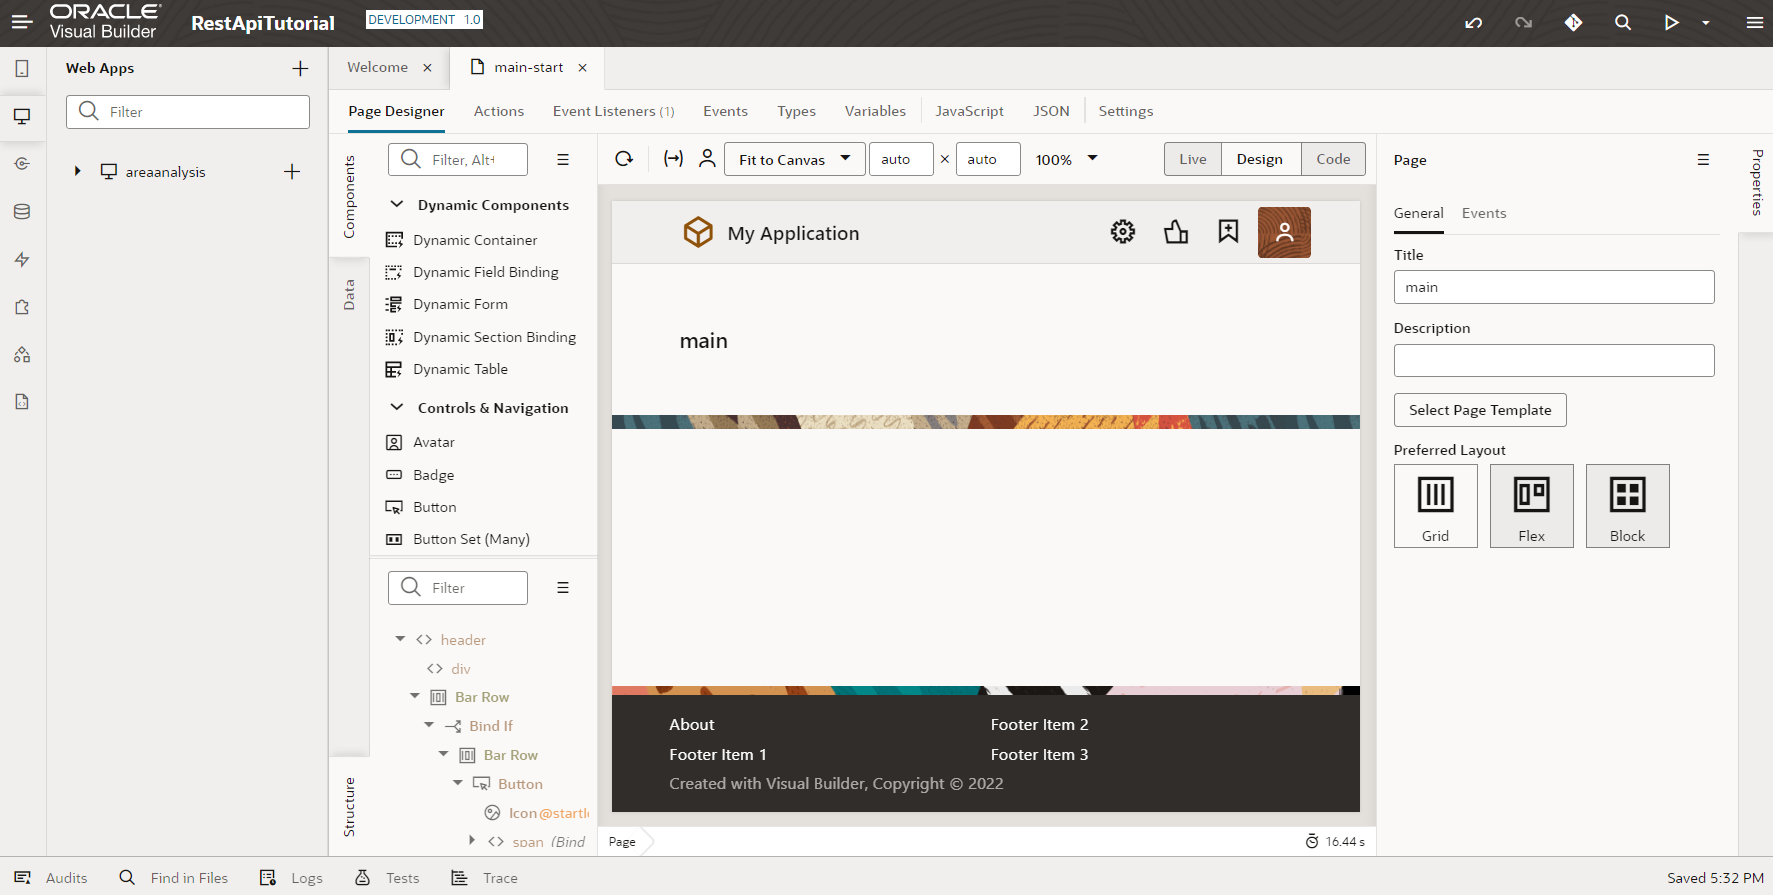 ORACLE
Visual Builder
RestApiTutorial
DEVELOPMENT 1.0
Web Apps
Filter
areaanalysis
Welcome
main-start
Page Designer
Actions
Event Listeners (1)
Events
Types
Variables
JavaScript
JSON
Settings
Components
Data
Structure
Filter, Alt+
Fit to Canvas
auto
×
auto
100%
Live
Design
Code
Dynamic Components
Dynamic Container
Dynamic Field Binding
Dynamic Form
Dynamic Section Binding
Dynamic Table
Controls & Navigation
Avatar
Badge
Button
Button Set (Many)
Filter
header
div
Bar Row
Bind If
Bar Row
Button
Icon
span (Bind
My Application
main
About
Footer Item 2
Footer Item 1
Footer Item 3
Created with Visual Builder, Copyright © 2022
Page
16.44 s
Page
Properties
General
Events
Title
main
Description
Select Page Template
Preferred Layout
Grid
Flex
Block
Audits
Find in Files
Logs
Tests
Trace
Saved 5:32 PM